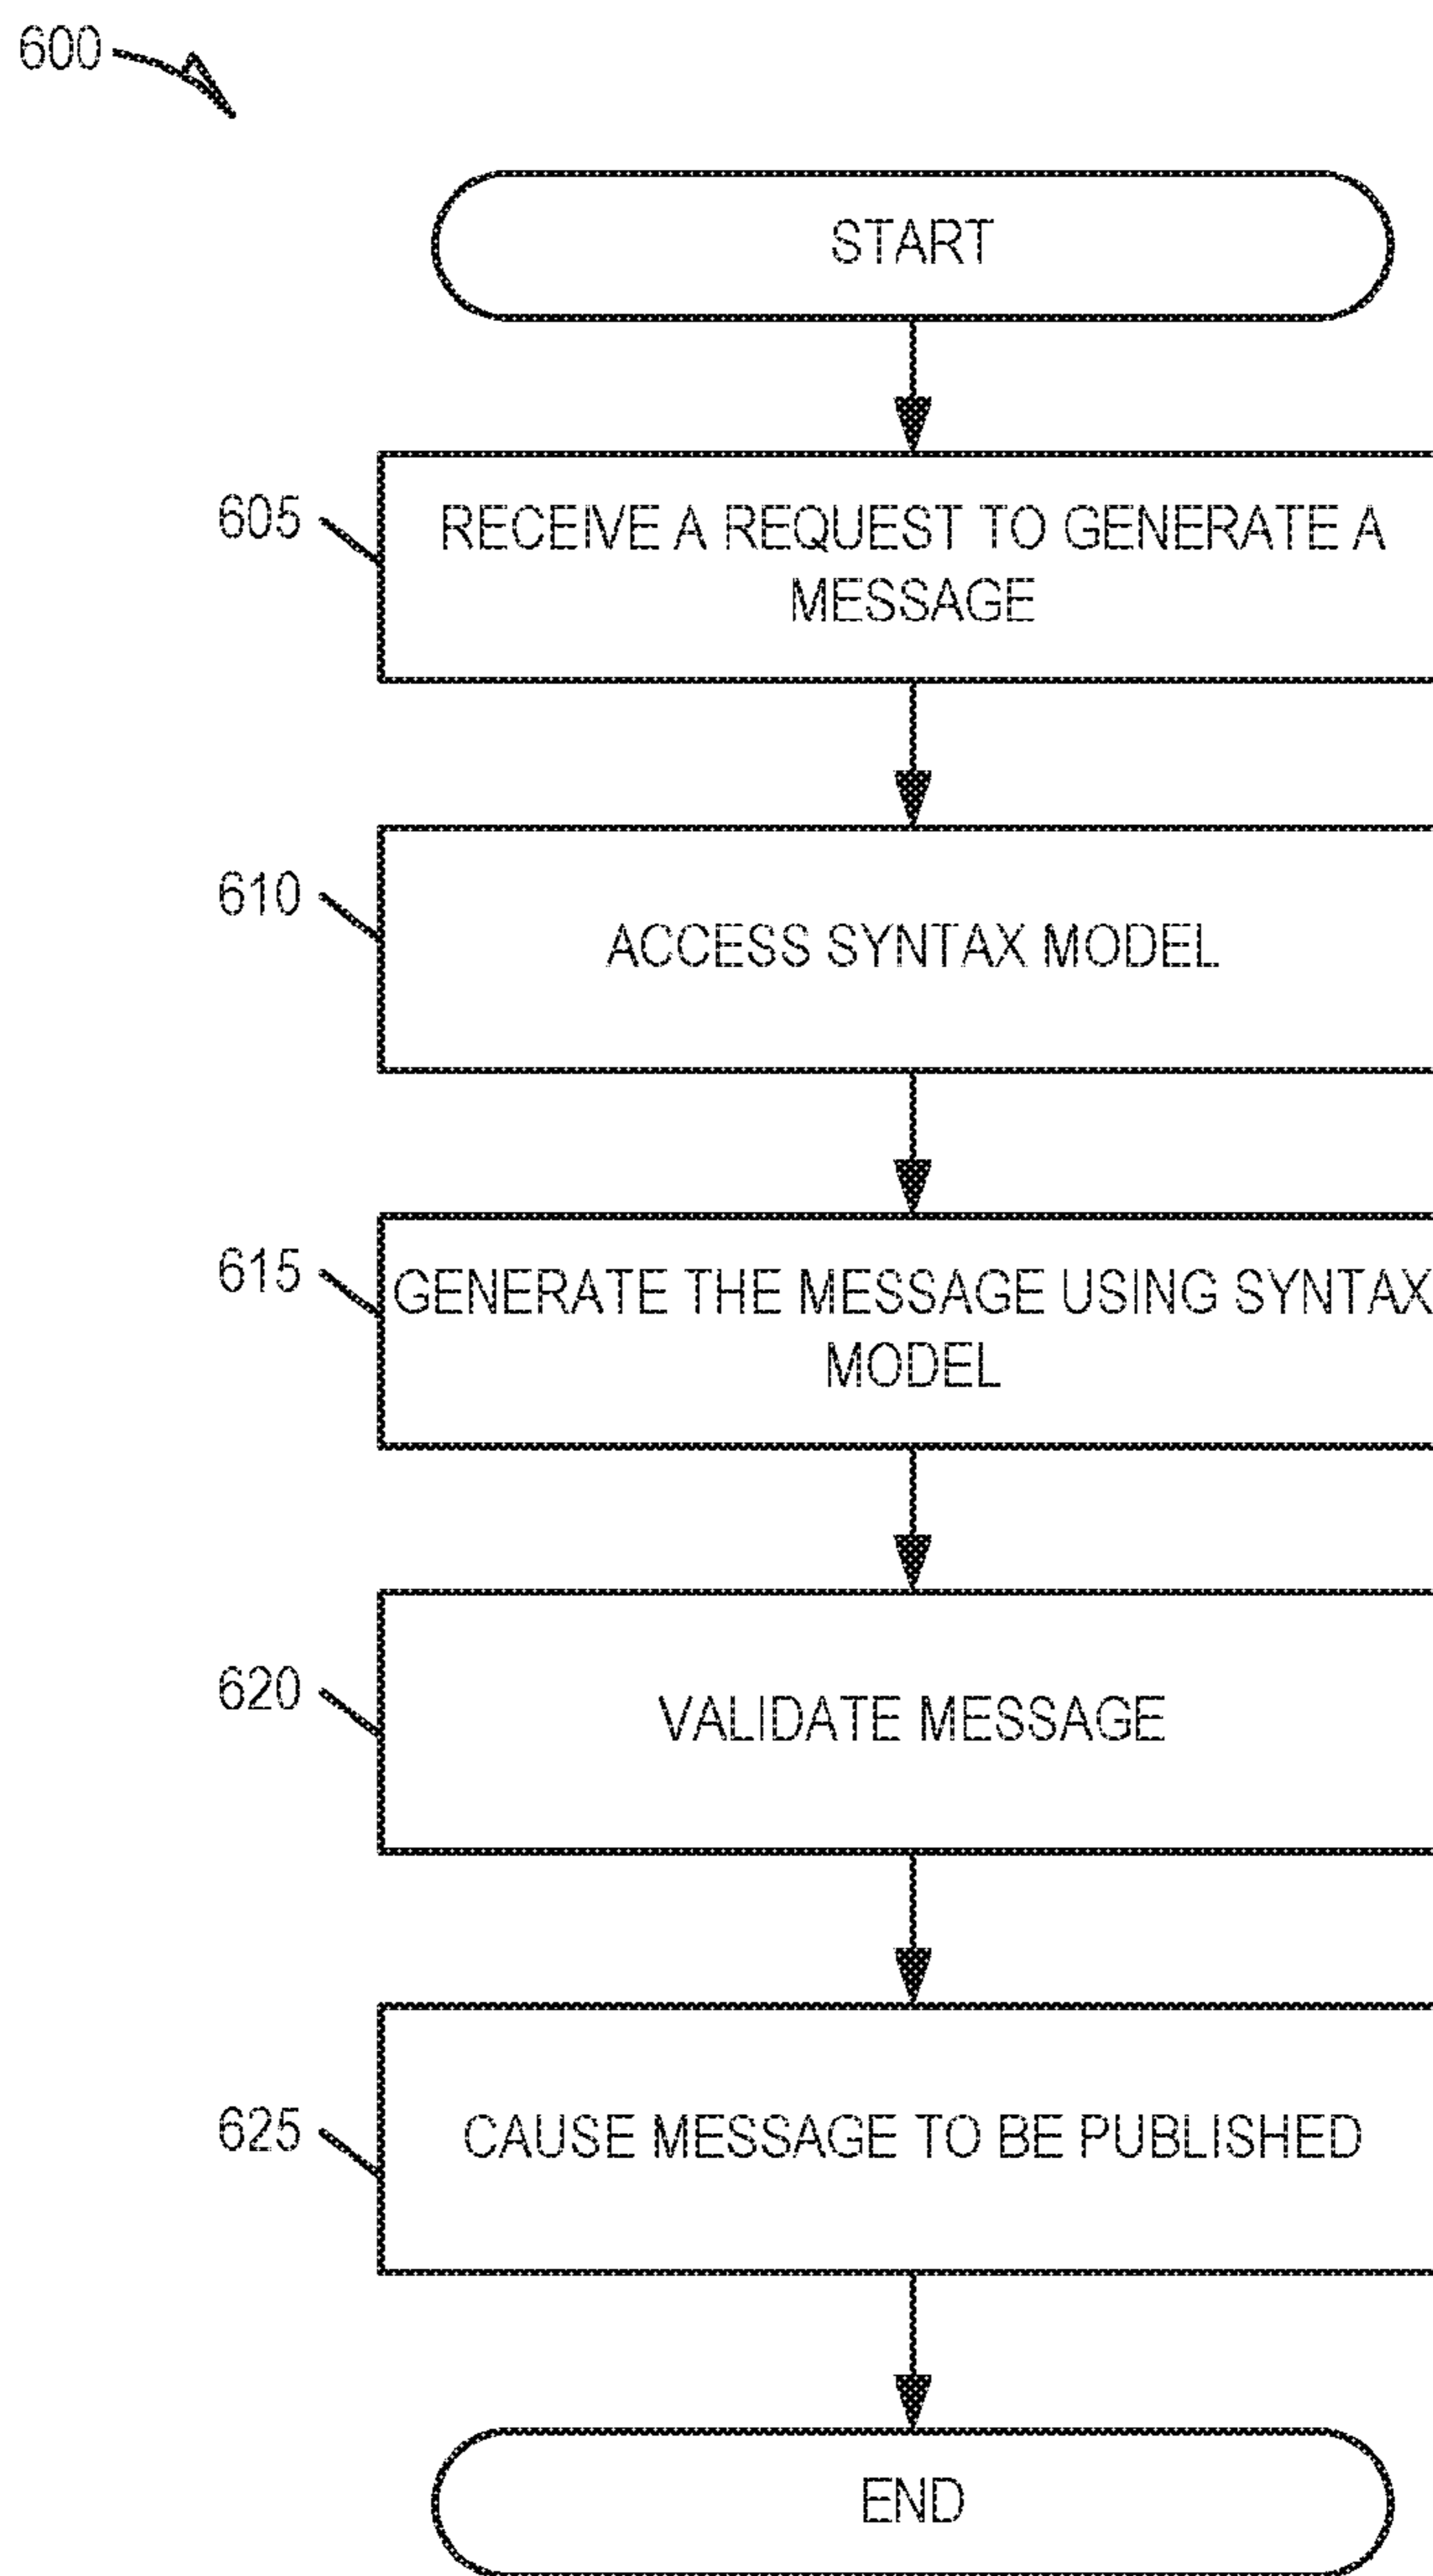 600
START
605
RECEIVE A REQUEST TO GENERATE A
MESSAGE
610
ACCESS SYNTAX MODEL
615
GENERATE THE MESSAGE USING SYNTAX
MODEL
620
VALIDATE MESSAGE
625
CAUSE MESSAGE TO BE PUBLISHED
END